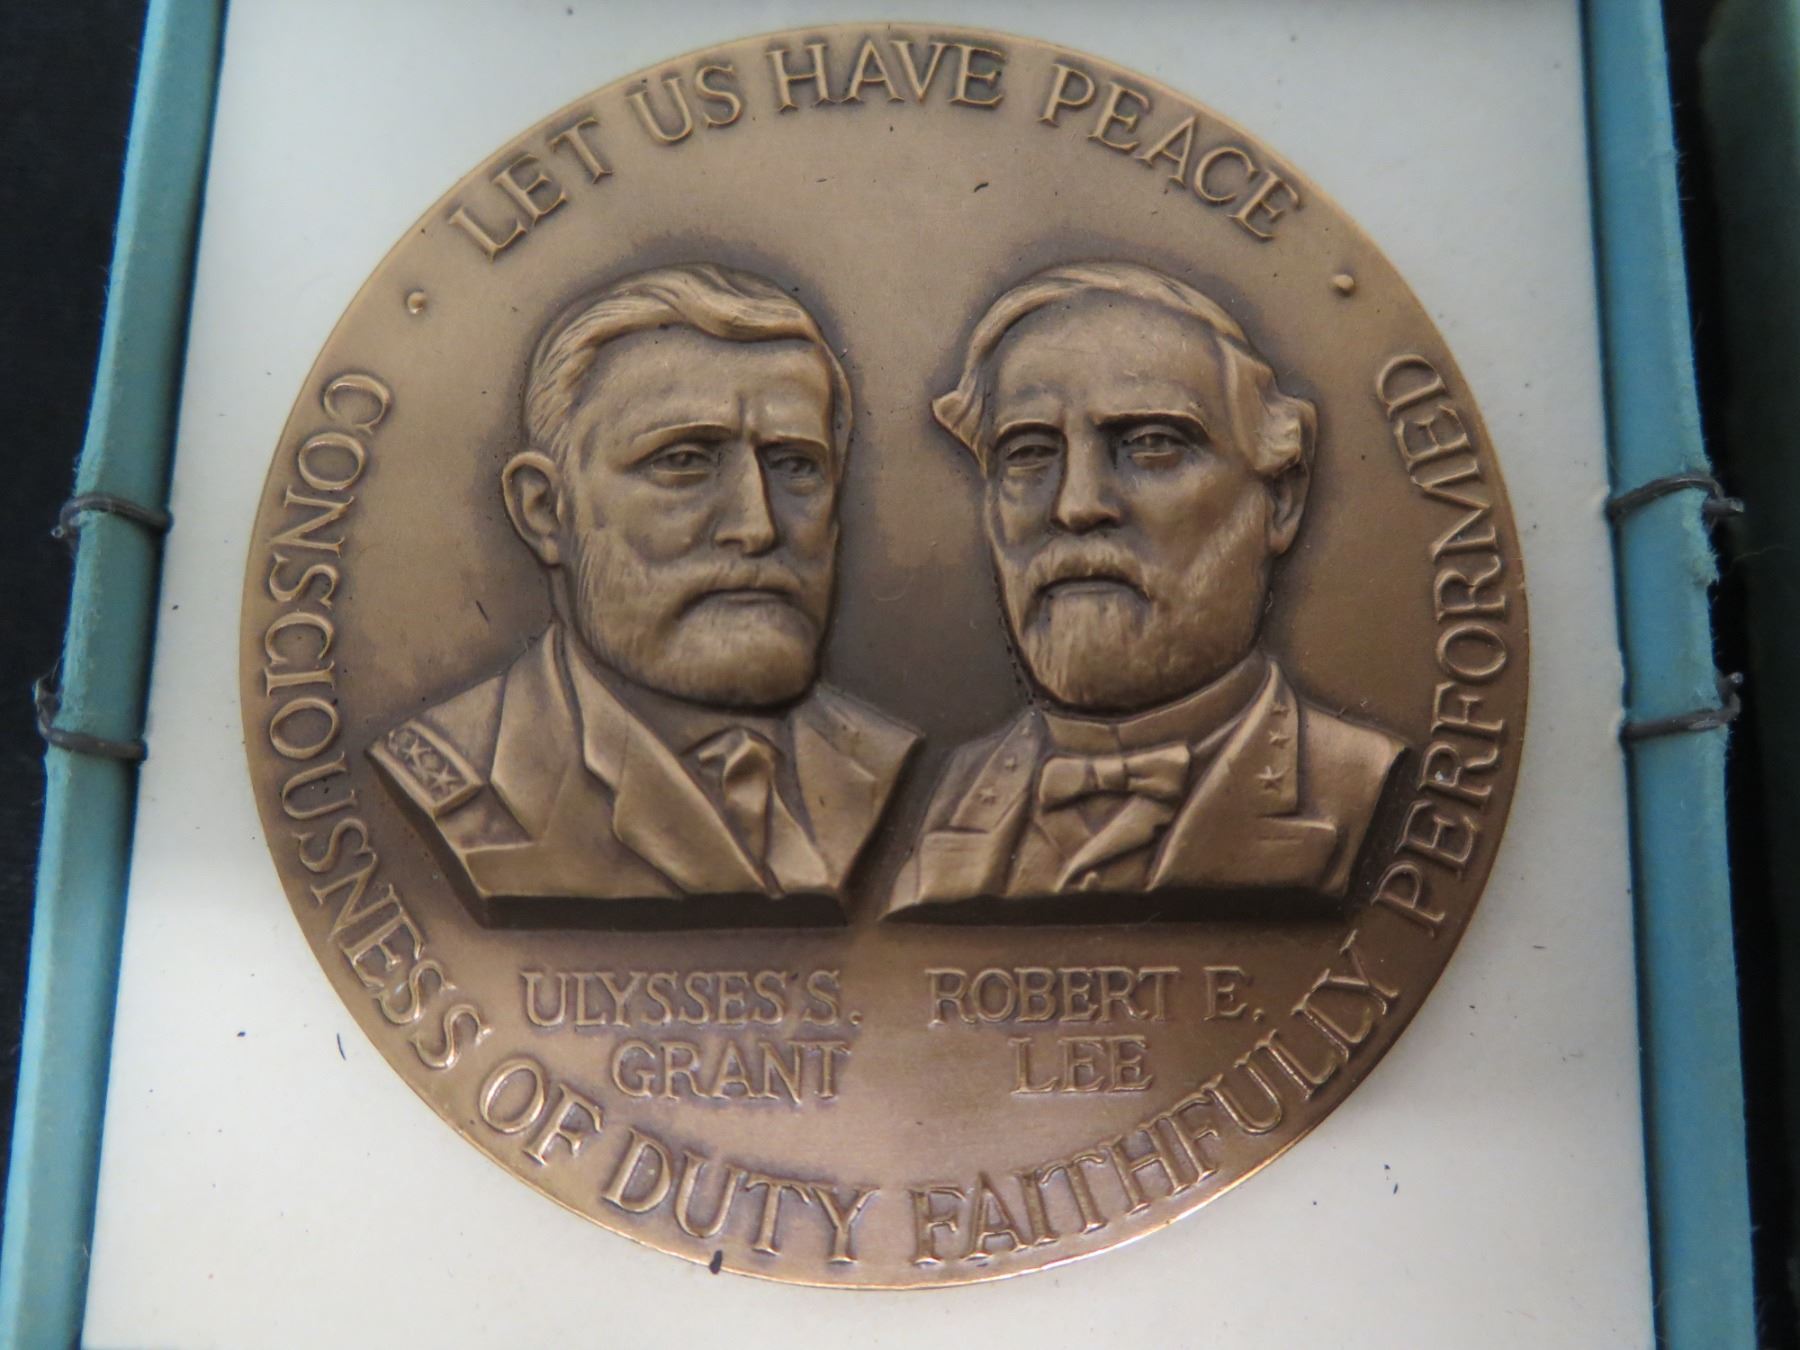 · LET US HAVE PEACE ·
CONSCIOUSNESS OF DUTY FAITHFULLY PERFORMED
ULYSSES S.
GRANT
ROBERT E.
LEE